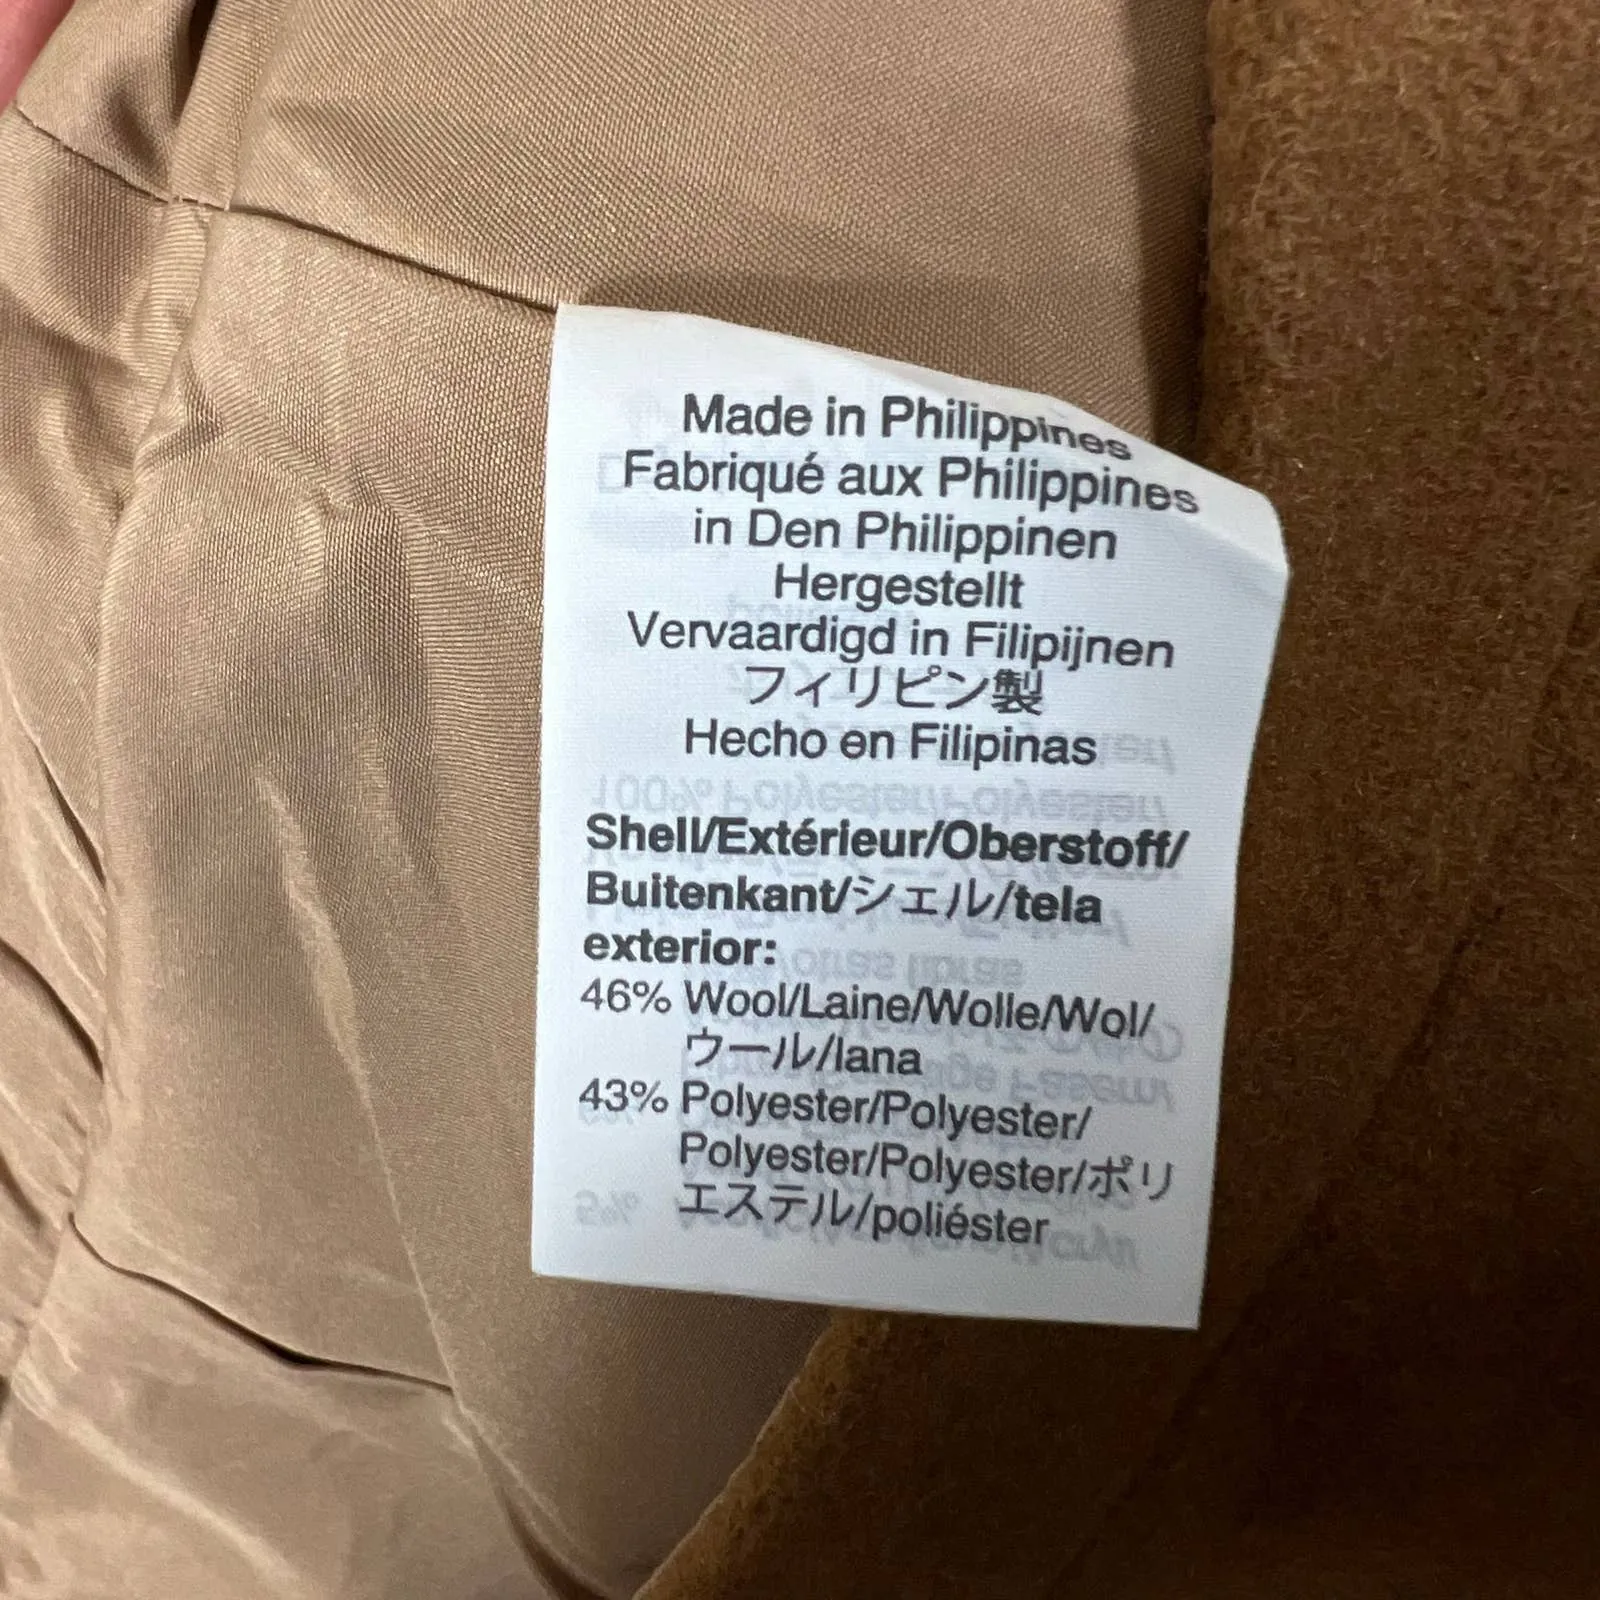 Made in Philippines
Fabriqué aux Philippines
in Den Philippinen
Hergestellt
Vervaardigd in Filipijnen
フィリピン製
Hecho en Filipinas
Shell/Extérieur/Oberstoff/
Buitenkant/シェル/tela
exterior:
46% Wool/Laine/Wolle/Wol/
ウール/lana
43% Polyester/Polyester/
Polyester/Polyester/ポリ
エステル/poliéster